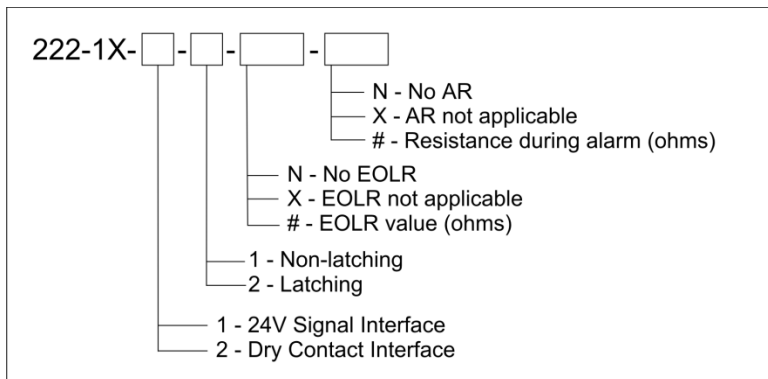 222-1X- - - -
N - No AR
X - AR not applicable
# - Resistance during alarm (ohms)
N - No EOLR
X - EOLR not applicable
# - EOLR value (ohms)
1 - Non-latching
2 - Latching
1 - 24V Signal Interface
2 - Dry Contact Interface